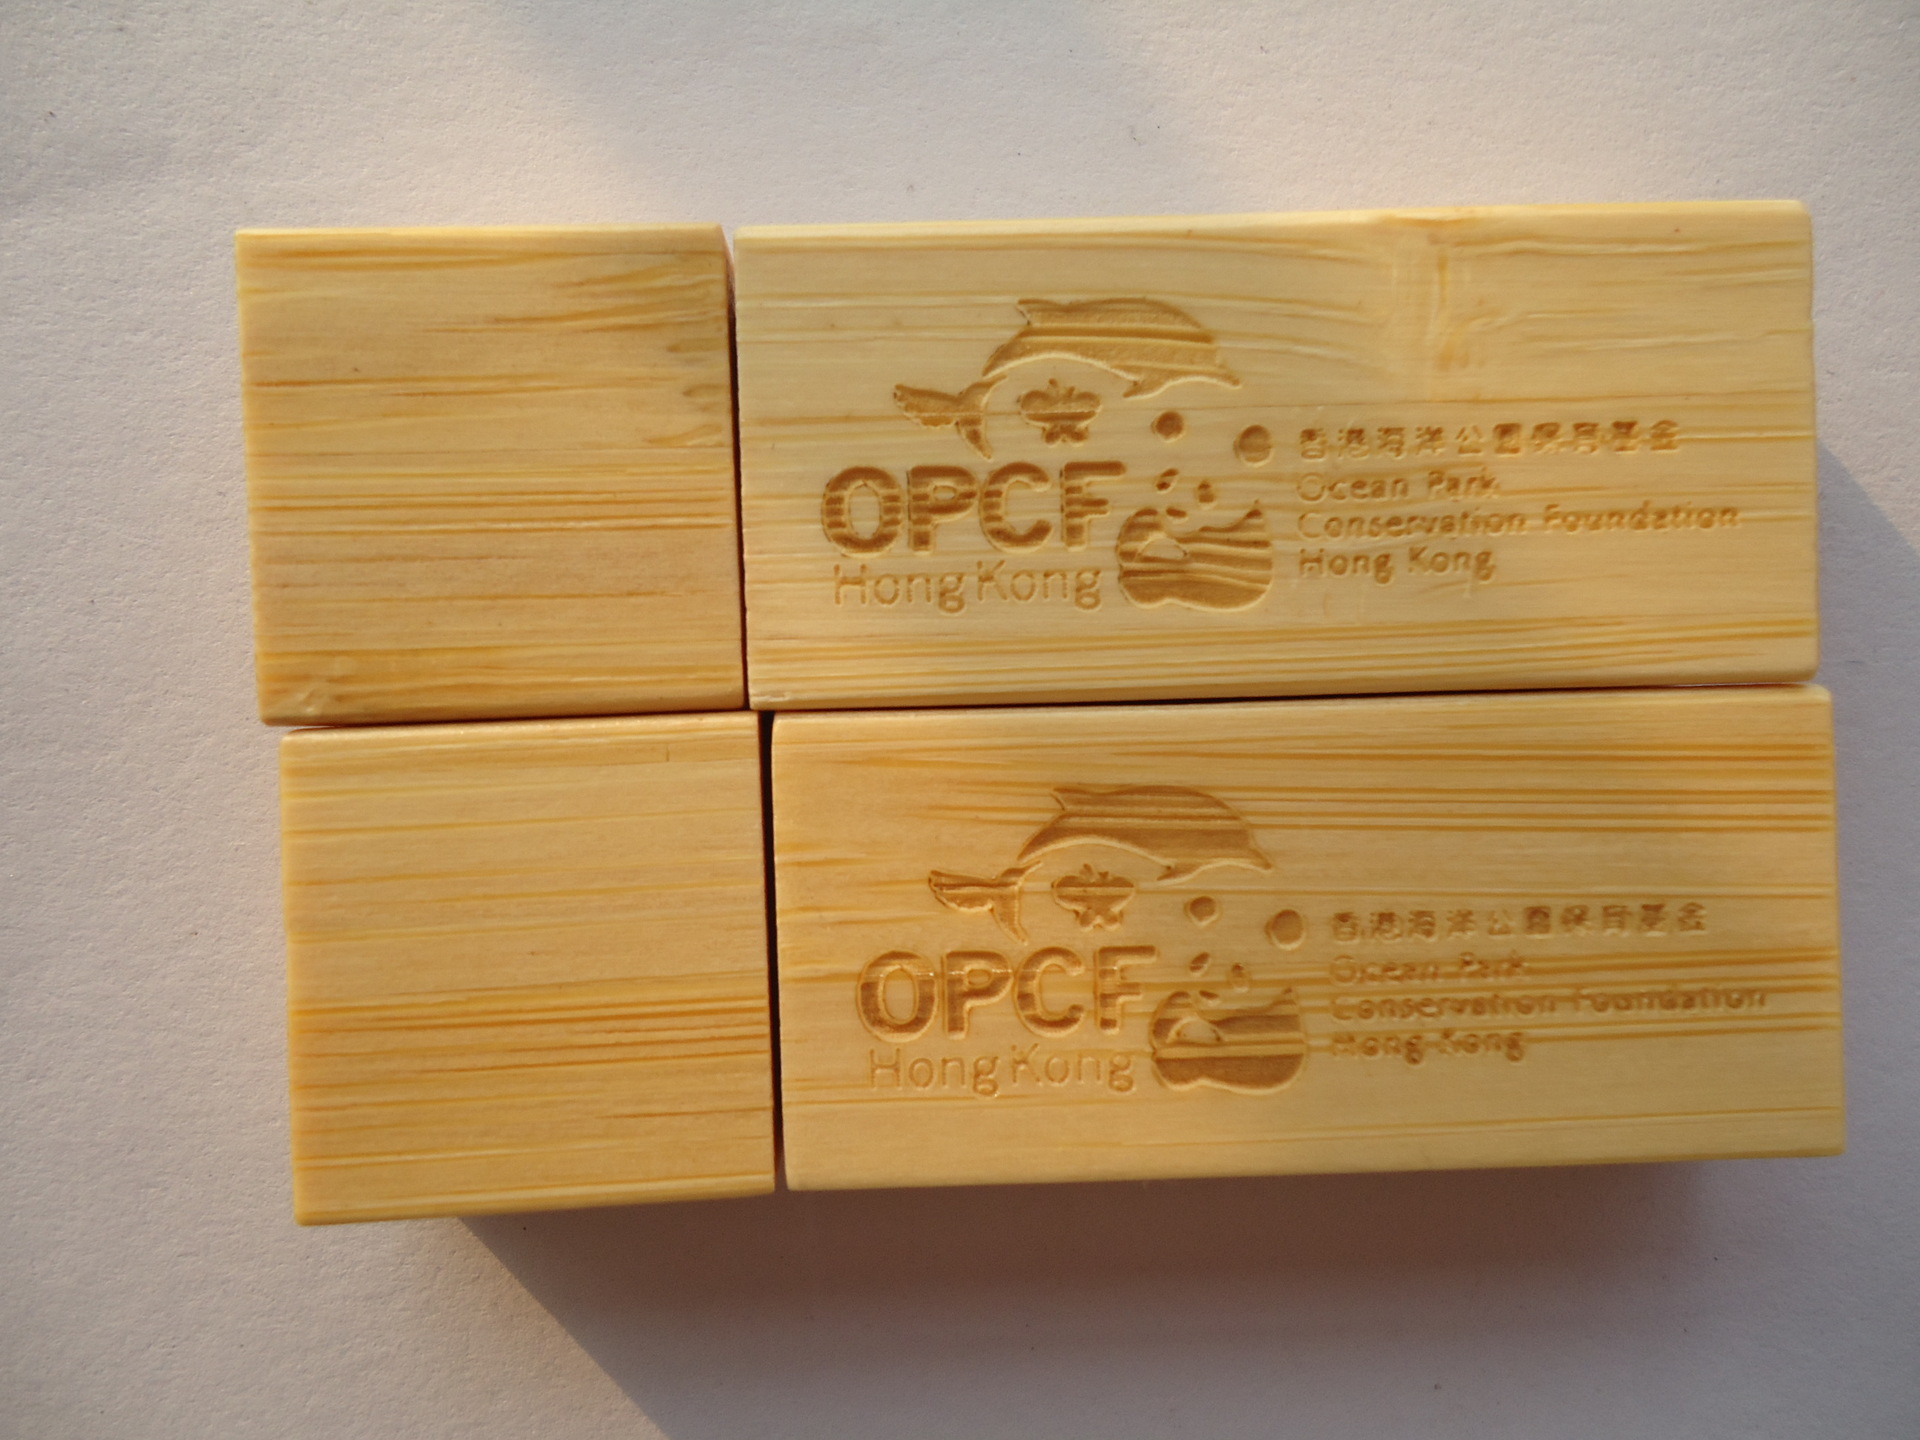 OPCF
Hong Kong
香港海洋公園保育基金
Ocean Park
Conservation Foundation
Hong Kong
OPCF
Hong Kong
香港海洋公園保育基金
Ocean Park
Conservation Foundation
Hong Kong